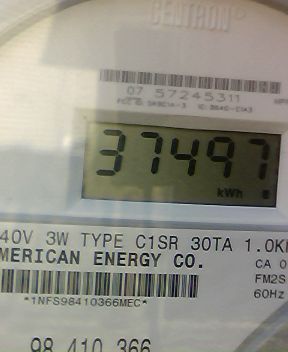 CENTRON®
07 57245311
37497
kWh
40V 3W TYPE C1SR 30TA 1.0K
MERICAN ENERGY CO.
CA 0
FM2S
*1NFS98410366MEC*
60Hz
98 410 366